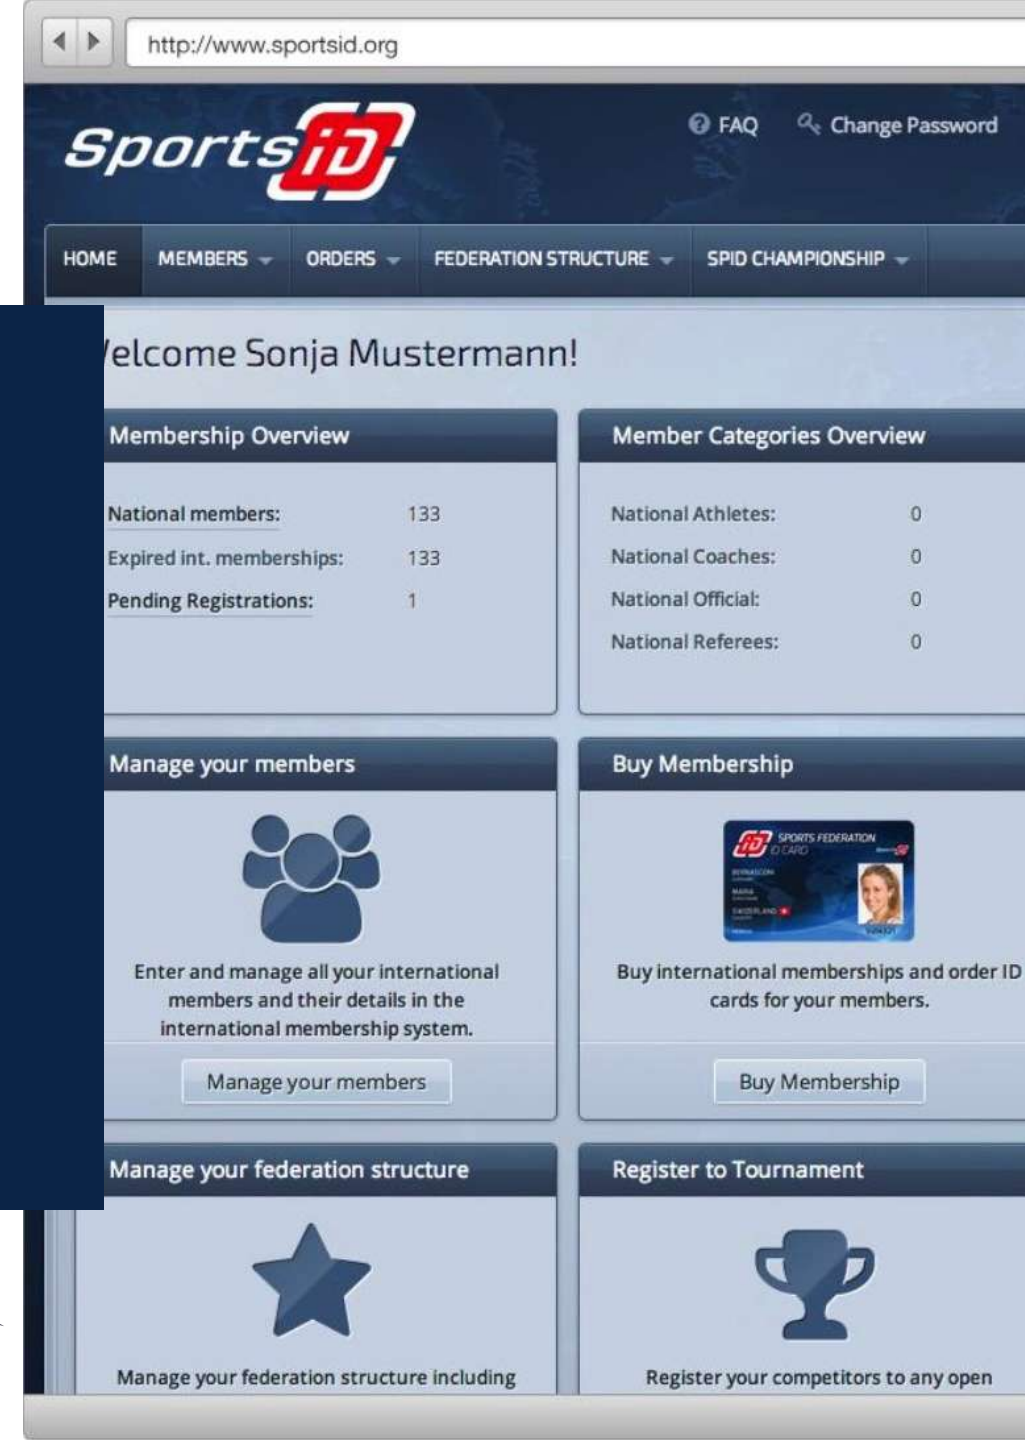 http://www.sportsid.org
SportsiD
FAQ
Change Password
HOME
MEMBERS
ORDERS
FEDERATION STRUCTURE
SPID CHAMPIONSHIP
elcome Sonja Mustermann!
Membership Overview
National members: 133
Expired int. memberships: 133
Pending Registrations: 1
Member Categories Overview
National Athletes: 0
National Coaches: 0
National Official: 0
National Referees: 0
Manage your members
Enter and manage all your international
members and their details in the
international membership system.
Manage your members
Buy Membership
iD SPORTS FEDERATION
ID CARD
MARIA
SWITZERLAND
Buy international memberships and order ID
cards for your members.
Buy Membership
Manage your federation structure
Manage your federation structure including
Register to Tournament
Register your competitors to any open